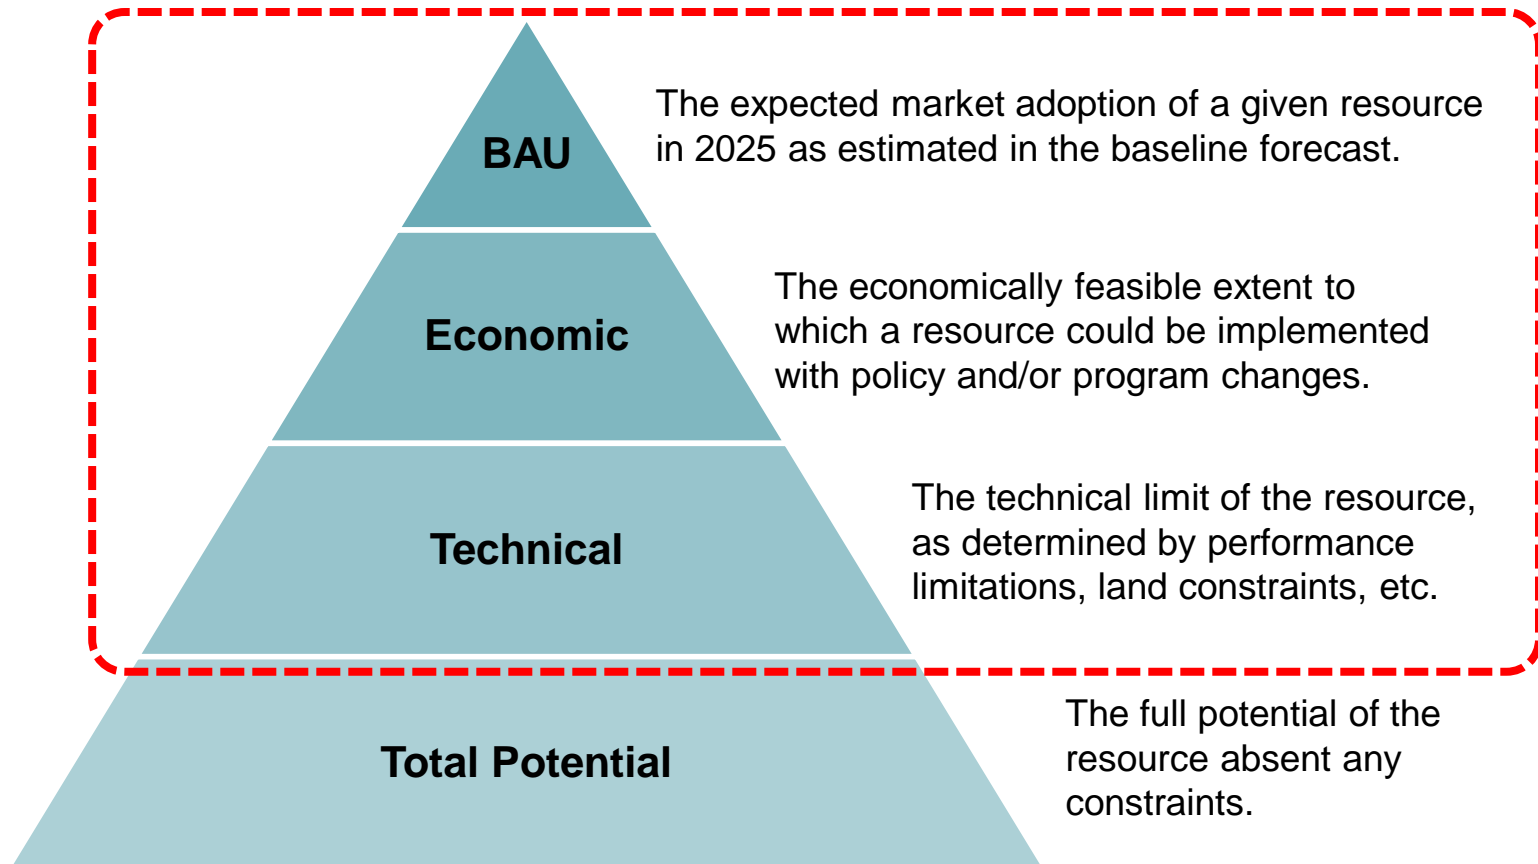 BAU
The expected market adoption of a given resource
in 2025 as estimated in the baseline forecast.
Economic
The economically feasible extent to
which a resource could be implemented
with policy and/or program changes.
Technical
The technical limit of the resource,
as determined by performance
limitations, land constraints, etc.
Total Potential
The full potential of the
resource absent any
constraints.